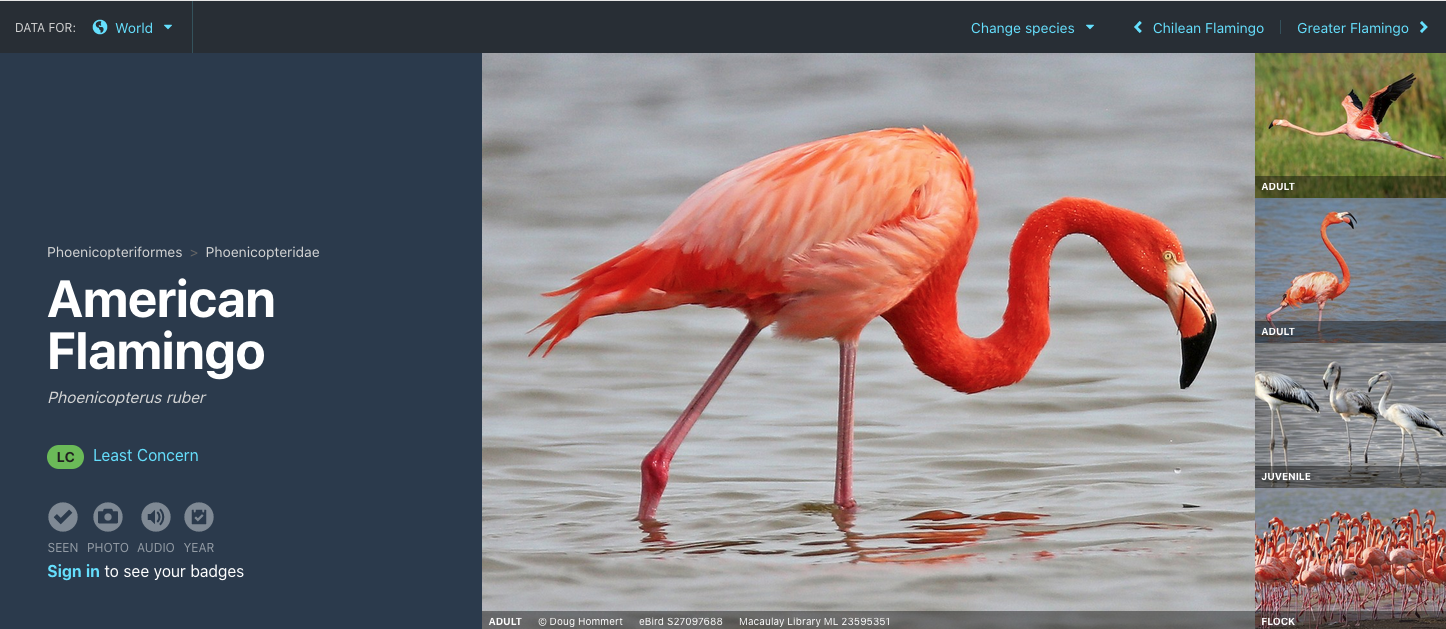 DATA FOR: World
Change species
Chilean Flamingo
Greater Flamingo
Phoenicopteriformes > Phoenicopteridae
American
Flamingo
Phoenicopterus ruber
LC Least Concern
SEEN PHOTO AUDIO YEAR
Sign in to see your badges
ADULT © Doug Hommert eBird S27097688 Macaulay Library ML 23595351
ADULT
ADULT
JUVENILE
FLOCK